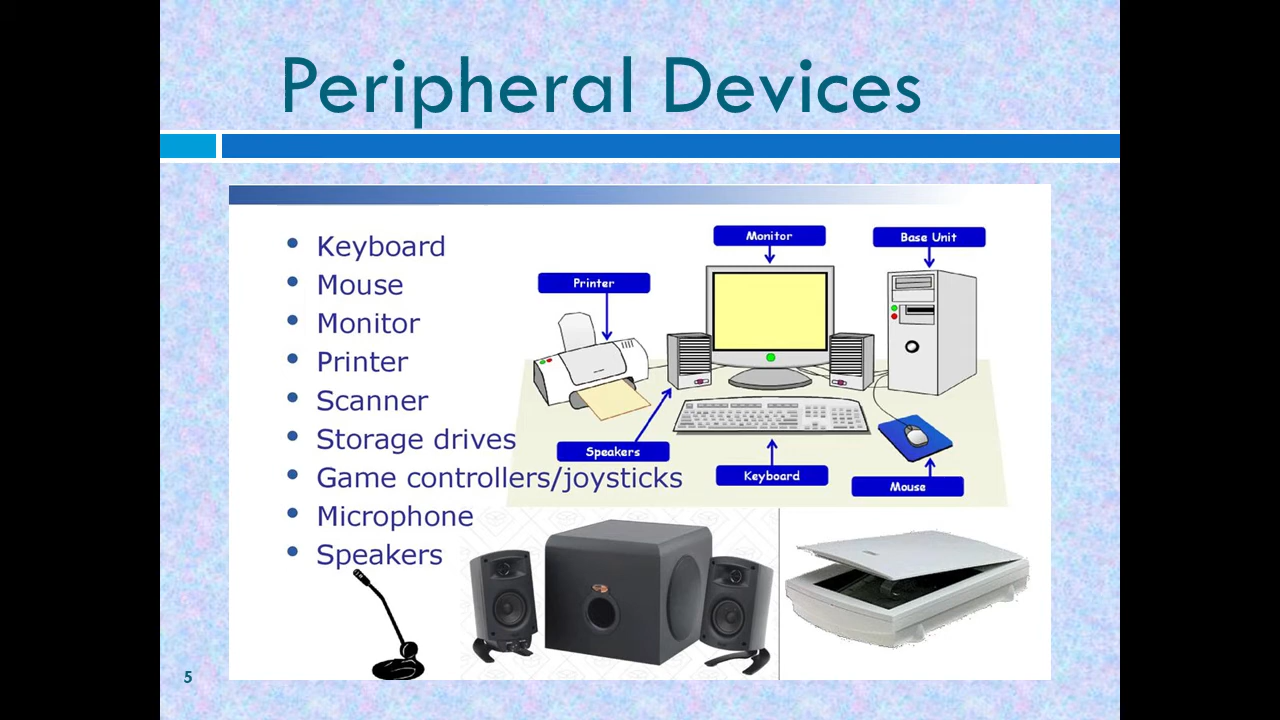 Peripheral Devices
Keyboard
Mouse
Monitor
Printer
Scanner
Storage drives
Game controllers/joysticks
Microphone
Speakers
Monitor
Base Unit
Printer
Speakers
Keyboard
Mouse
5